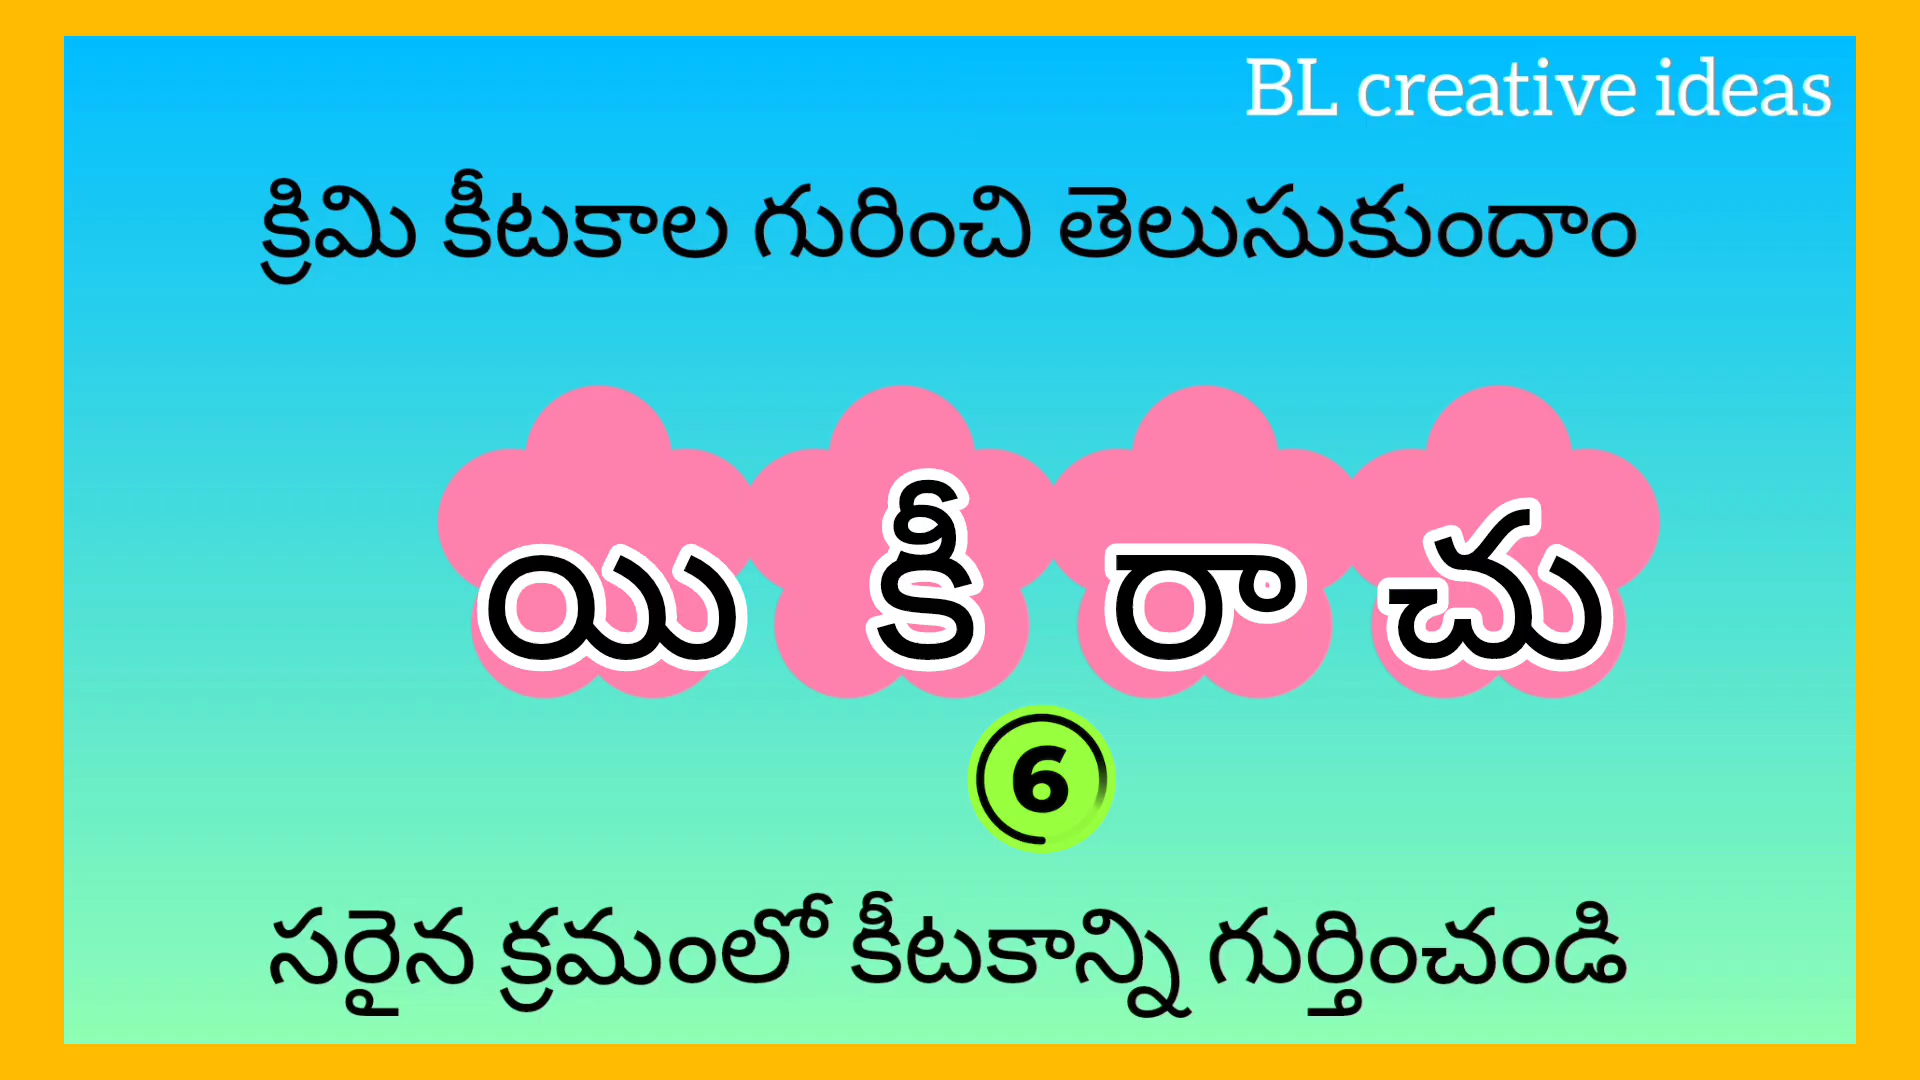 BL creative ideas
క్రిమి కీటకాల గురించి తెలుసుకుందాం
యి కీ రా చు
6
సరైన క్రమంలో కీటకాన్ని గుర్తించండి